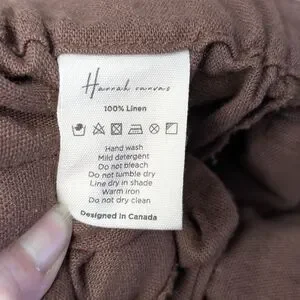 Hannah canvas
100% Linen
Hand wash
Mild detergent
Do not bleach
Do not tumble dry
Line dry in shade
Warm iron
Do not dry clean
Designed in Canada